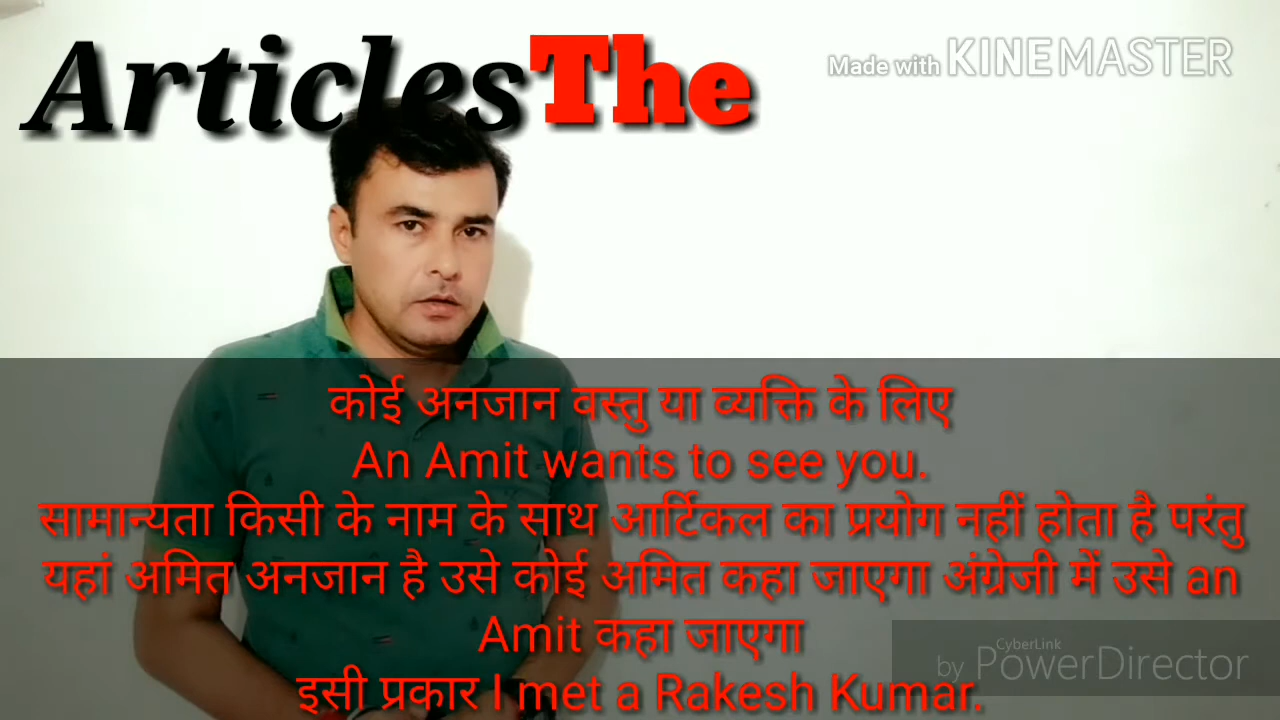 ArticlesThe
Made with KINEMASTER
कोई अनजान वस्तु या व्यक्ति के लिए
An Amit wants to see you.
सामान्यता किसी के नाम के साथ आर्टिकल का प्रयोग नहीं होता है परंतु
यहां अमित अनजान है उसे कोई अमित कहा जाएगा अंग्रेजी में उसे an
Amit कहा जाएगा
इसी प्रकार I met a Rakesh Kumar.
CyberLink
by PowerDirector